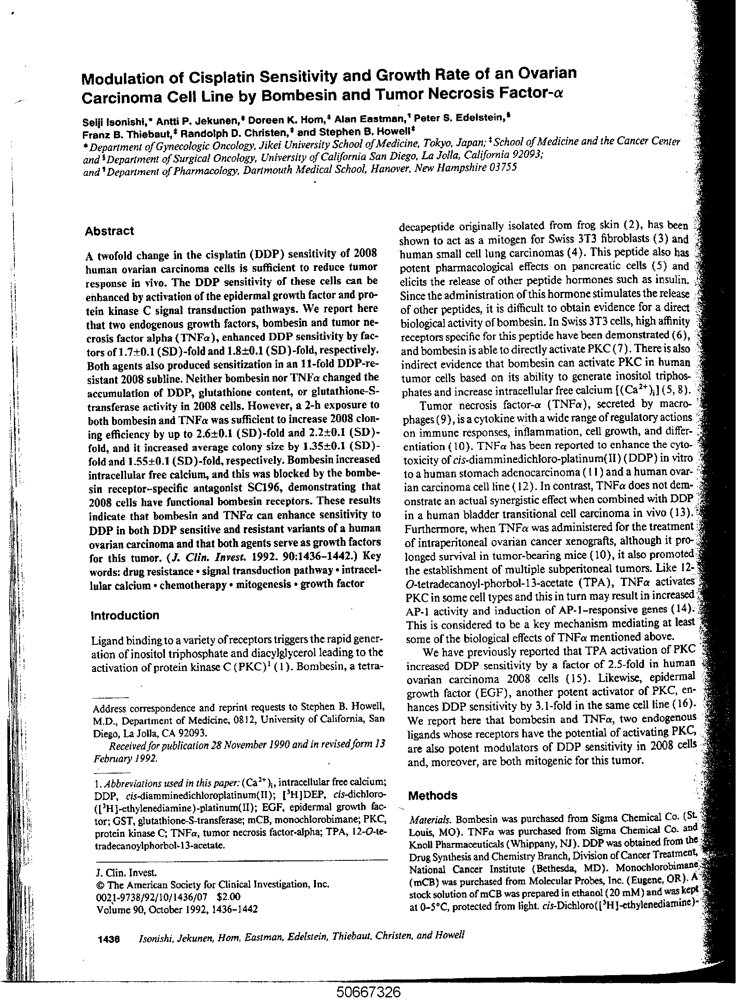 Modulation of Cisplatin Sensitivity and Growth Rate of an Ovarian
Carcinoma Cell Line by Bombesin and Tumor Necrosis Factor-α
Seiji Isonishi,* Antti P. Jekunen,‡ Doreen K. Hom,‡ Alan Eastman,¶ Peter S. Edelstein,§
Franz B. Thiebaut,‡ Randolph D. Christen,‡ and Stephen B. Howell‡
*Department of Gynecologic Oncology, Jikei University School of Medicine, Tokyo, Japan; ‡School of Medicine and the Cancer Center
and §Department of Surgical Oncology, University of California San Diego, La Jolla, California 92093;
and ¶Department of Pharmacology, Dartmouth Medical School, Hanover, New Hampshire 03755
Abstract
A twofold change in the cisplatin (DDP) sensitivity of 2008
human ovarian carcinoma cells is sufficient to reduce tumor
response in vivo. The DDP sensitivity of these cells can be
enhanced by activation of the epidermal growth factor and pro-
tein kinase C signal transduction pathways. We report here
that two endogenous growth factors, bombesin and tumor ne-
crosis factor alpha (TNFα), enhanced DDP sensitivity by fac-
tors of 1.7±0.1 (SD)-fold and 1.8±0.1 (SD)-fold, respectively.
Both agents also produced sensitization in an 11-fold DDP-re-
sistant 2008 subline. Neither bombesin nor TNFα changed the
accumulation of DDP, glutathione content, or glutathione-S-
transferase activity in 2008 cells. However, a 2-h exposure to
both bombesin and TNFα was sufficient to increase 2008 clon-
ing efficiency by up to 2.6±0.1 (SD)-fold and 2.2±0.1 (SD)-
fold, and it increased average colony size by 1.35±0.1 (SD)-
fold and 1.55±0.1 (SD)-fold, respectively. Bombesin increased
intracellular free calcium, and this was blocked by the bombe-
sin receptor-specific antagonist SC196, demonstrating that
2008 cells have functional bombesin receptors. These results
indicate that bombesin and TNFα can enhance sensitivity to
DDP in both DDP sensitive and resistant variants of a human
ovarian carcinoma and that both agents serve as growth factors
for this tumor. (J. Clin. Invest. 1992. 90:1436–1442.) Key
words: drug resistance • signal transduction pathway • intracel-
lular calcium • chemotherapy • mitogenesis • growth factor
Introduction
Ligand binding to a variety of receptors triggers the rapid gener-
ation of inositol triphosphate and diacylglycerol leading to the
activation of protein kinase C (PKC)¹ (1). Bombesin, a tetra-
Address correspondence and reprint requests to Stephen B. Howell,
M.D., Department of Medicine, 0812, University of California, San
Diego, La Jolla, CA 92093.
Received for publication 28 November 1990 and in revised form 13
February 1992.
1. Abbreviations used in this paper: (Ca²⁺)ᵢ, intracellular free calcium;
DDP, cis-diamminedichloroplatinum(II); [³H]DEP, cis-dichloro-
([³H]-ethylenediamine)-platinum(II); EGF, epidermal growth fac-
tor; GST, glutathione-S-transferase; mCB, monochlorobimane; PKC,
protein kinase C; TNFα, tumor necrosis factor-alpha; TPA, 12-O-te-
tradecanoylphorbol-13-acetate.
J. Clin. Invest.
© The American Society for Clinical Investigation, Inc.
0021-9738/92/10/1436/07 $2.00
Volume 90, October 1992, 1436–1442
decapeptide originally isolated from frog skin (2), has been
shown to act as a mitogen for Swiss 3T3 fibroblasts (3) and
human small cell lung carcinomas (4). This peptide also has
potent pharmacological effects on pancreatic cells (5) and
elicits the release of other peptide hormones such as insulin.
Since the administration of this hormone stimulates the release
of other peptides, it is difficult to obtain evidence for a direct
biological activity of bombesin. In Swiss 3T3 cells, high affinity
receptors specific for this peptide have been demonstrated (6),
and bombesin is able to directly activate PKC (7). There is also
indirect evidence that bombesin can activate PKC in human
tumor cells based on its ability to generate inositol triphos-
phates and increase intracellular free calcium [(Ca²⁺)ᵢ] (5, 8).
Tumor necrosis factor-α (TNFα), secreted by macro-
phages (9), is a cytokine with a wide range of regulatory actions
on immune responses, inflammation, cell growth, and differ-
entiation (10). TNFα has been reported to enhance the cyto-
toxicity of cis-diamminedichloro-platinum(II) (DDP) in vitro
to a human stomach adenocarcinoma (11) and a human ovar-
ian carcinoma cell line (12). In contrast, TNFα does not dem-
onstrate an actual synergistic effect when combined with DDP
in a human bladder transitional cell carcinoma in vivo (13).
Furthermore, when TNFα was administered for the treatment
of intraperitoneal ovarian cancer xenografts, although it pro-
longed survival in tumor-bearing mice (10), it also promoted
the establishment of multiple subperitoneal tumors. Like 12-
O-tetradecanoyl-phorbol-13-acetate (TPA), TNFα activates
PKC in some cell types and this in turn may result in increased
AP-1 activity and induction of AP-1-responsive genes (14).
This is considered to be a key mechanism mediating at least
some of the biological effects of TNFα mentioned above.
We have previously reported that TPA activation of PKC
increased DDP sensitivity by a factor of 2.5-fold in human
ovarian carcinoma 2008 cells (15). Likewise, epidermal
growth factor (EGF), another potent activator of PKC, en-
hances DDP sensitivity by 3.1-fold in the same cell line (16).
We report here that bombesin and TNFα, two endogenous
ligands whose receptors have the potential of activating PKC,
are also potent modulators of DDP sensitivity in 2008 cells
and, moreover, are both mitogenic for this tumor.
Methods
Materials. Bombesin was purchased from Sigma Chemical Co. (St.
Louis, MO). TNFα was purchased from Sigma Chemical Co. and
Knoll Pharmaceuticals (Whippany, NJ). DDP was obtained from the
Drug Synthesis and Chemistry Branch, Division of Cancer Treatment,
National Cancer Institute (Bethesda, MD). Monochlorobimane
(mCB) was purchased from Molecular Probes, Inc. (Eugene, OR). A
stock solution of mCB was prepared in ethanol (20 mM) and was kept
at 0–5°C, protected from light. cis-Dichloro([³H]-ethylenediamine)-
1436 Isonishi, Jekunen, Hom, Eastman, Edelstein, Thiebaut, Christen, and Howell
50667326